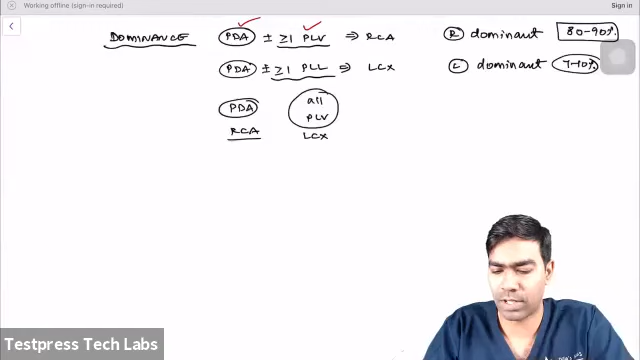 Working offline (sign-in required)
Sign in
DOMINANCE PDA ± ≥1 PLV ⇒ RCA
R dominant 80-90%
PDA ± ≥1 PLL ⇒ LCX
L dominant 7-10%
PDA all PLV
RCA LCX
Testpress Tech Labs